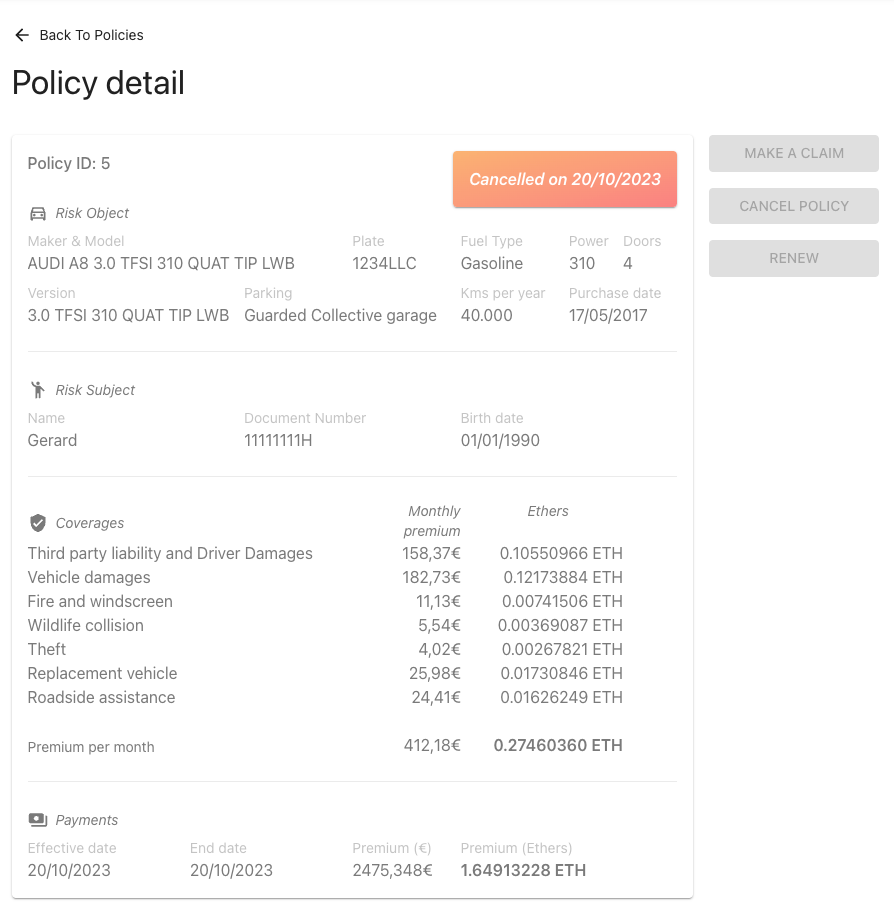 Back To Policies
Policy detail
Policy ID: 5
Cancelled on 20/10/2023
MAKE A CLAIM
CANCEL POLICY
RENEW
Risk Object
Maker & Model Plate Fuel Type Power Doors
AUDI A8 3.0 TFSI 310 QUAT TIP LWB 1234LLC Gasoline 310 4
Version Parking Kms per year Purchase date
3.0 TFSI 310 QUAT TIP LWB Guarded Collective garage 40.000 17/05/2017
Risk Subject
Name Document Number Birth date
Gerard 11111111H 01/01/1990
Coverages Monthly premium Ethers
Third party liability and Driver Damages 158,37€ 0.10550966 ETH
Vehicle damages 182,73€ 0.12173884 ETH
Fire and windscreen 11,13€ 0.00741506 ETH
Wildlife collision 5,54€ 0.00369087 ETH
Theft 4,02€ 0.00267821 ETH
Replacement vehicle 25,98€ 0.01730846 ETH
Roadside assistance 24,41€ 0.01626249 ETH
Premium per month 412,18€ 0.27460360 ETH
Payments
Effective date End date Premium (€) Premium (Ethers)
20/10/2023 20/10/2023 2475,348€ 1.64913228 ETH